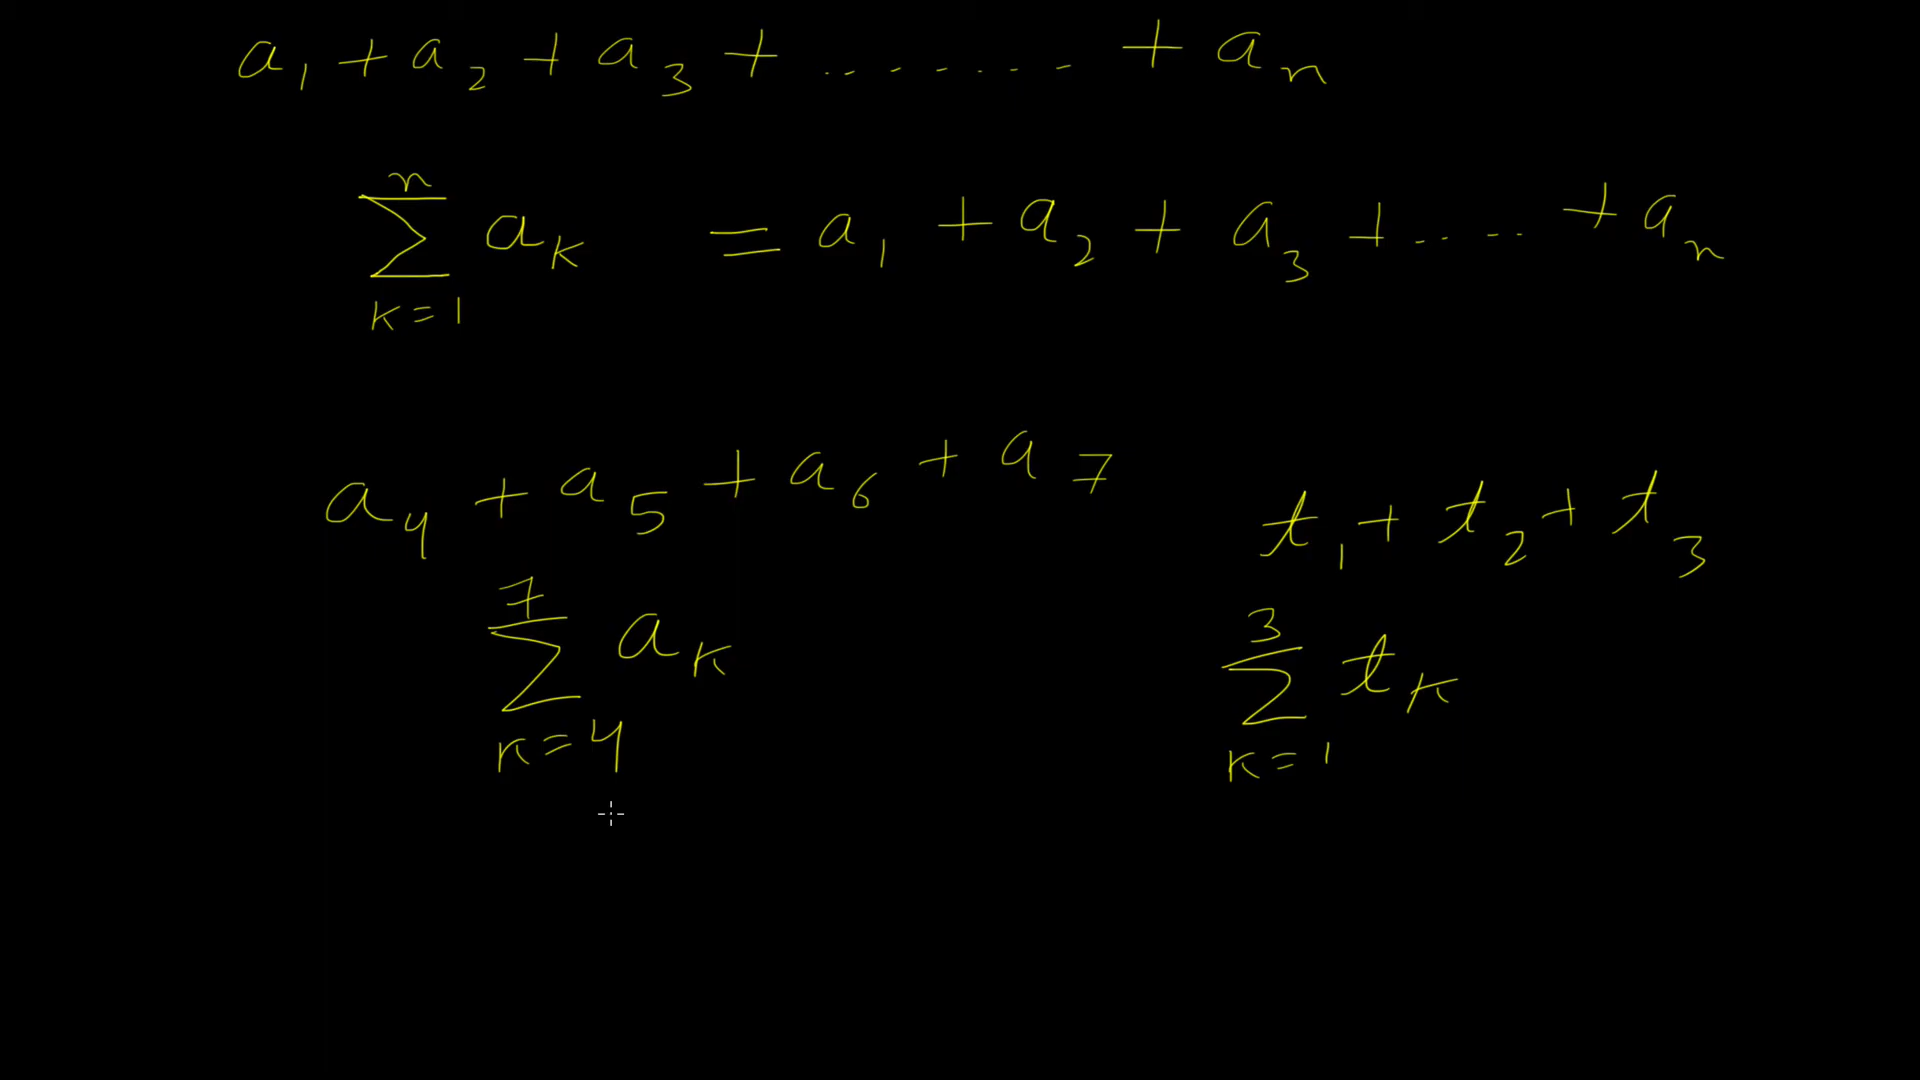 a₁ + a₂ + a₃ + ........ + aₙ
n
∑ aₖ = a₁ + a₂ + a₃ + ..... + aₙ
k=1
a₄ + a₅ + a₆ + a₇
7
∑ aₖ
k=4
t₁ + t₂ + t₃
3
∑ tₖ
k=1